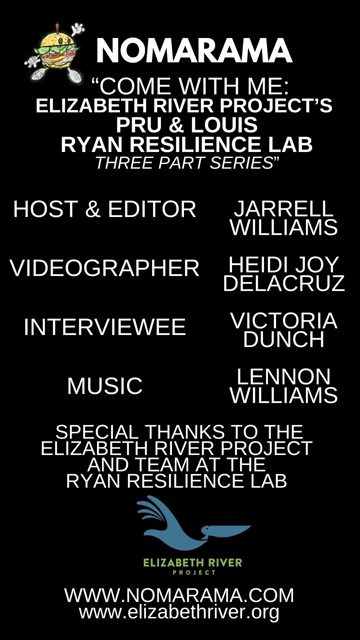 NOMARAMA
“COME WITH ME:
ELIZABETH RIVER PROJECT’S
PRU & LOUIS
RYAN RESILIENCE LAB
THREE PART SERIES”
HOST & EDITOR
JARRELL
WILLIAMS
VIDEOGRAPHER
HEIDI JOY
DELACRUZ
INTERVIEWEE
VICTORIA
DUNCH
MUSIC
LENNON
WILLIAMS
SPECIAL THANKS TO THE
ELIZABETH RIVER PROJECT
AND TEAM AT THE
RYAN RESILIENCE LAB
ELIZABETH RIVER
PROJECT
WWW.NOMARAMA.COM
www.elizabethriver.org